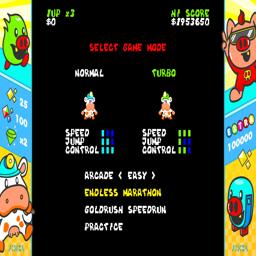 1UP x3 HI SCORE
$0 $1953650
SELECT GAME MODE
NORMAL TURBO
SPEED SPEED
JUMP JUMP
CONTROL CONTROL
ARCADE < EASY >
ENDLESS MARATHON
GOLDRUSH SPEEDRUN
PRACTICE
25
100
x2
EXTRA
100000